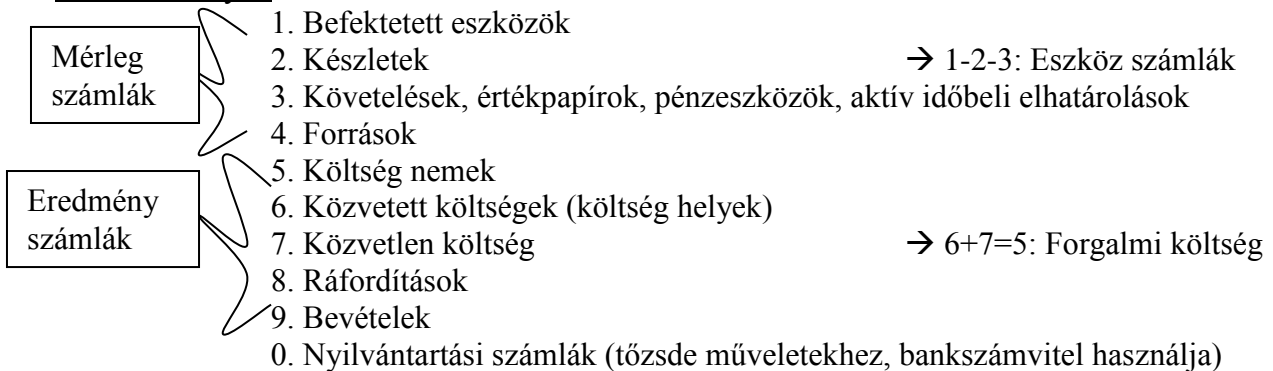 1. Befektetett eszközök
Mérleg számlák
2. Készletek → 1-2-3: Eszköz számlák
3. Követelések, értékpapírok, pénzeszközök, aktív időbeli elhatárolások
4. Források
5. Költség nemek
Eredmény számlák
6. Közvetett költségek (költség helyek)
7. Közvetlen költség → 6+7=5: Forgalmi költség
8. Ráfordítások
9. Bevételek
0. Nyilvántartási számlák (tőzsde műveletekhez, bankszámvitel használja)